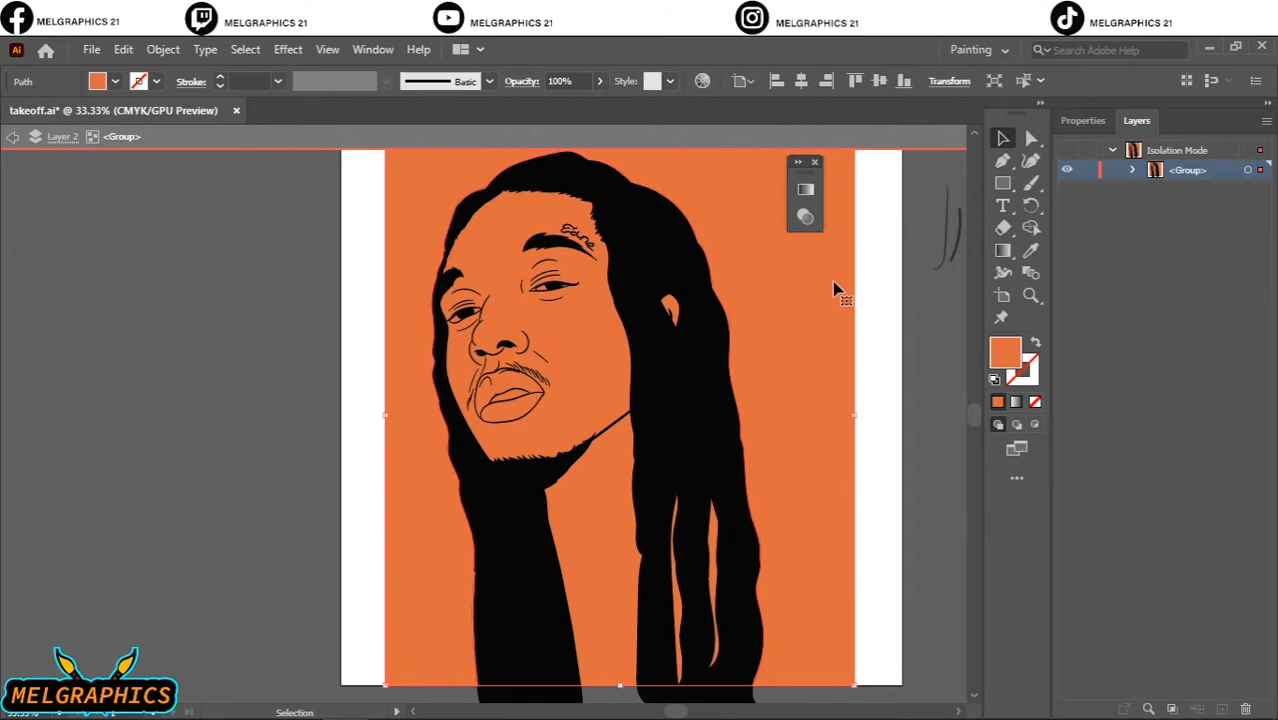 MELGRAPHICS 21 MELGRAPHICS 21 MELGRAPHICS 21 MELGRAPHICS 21 MELGRAPHICS 21
Ai File Edit Object Type Select Effect View Window Help Painting Search Adobe Help
Path Stroke: Basic Opacity: 100% Style: Transform
takeoff.ai* @ 33.33% (CMYK/GPU Preview) Properties Layers
Layer 2 <Group>
Isolation Mode
<Group>
MELGRAPHICS
Selection